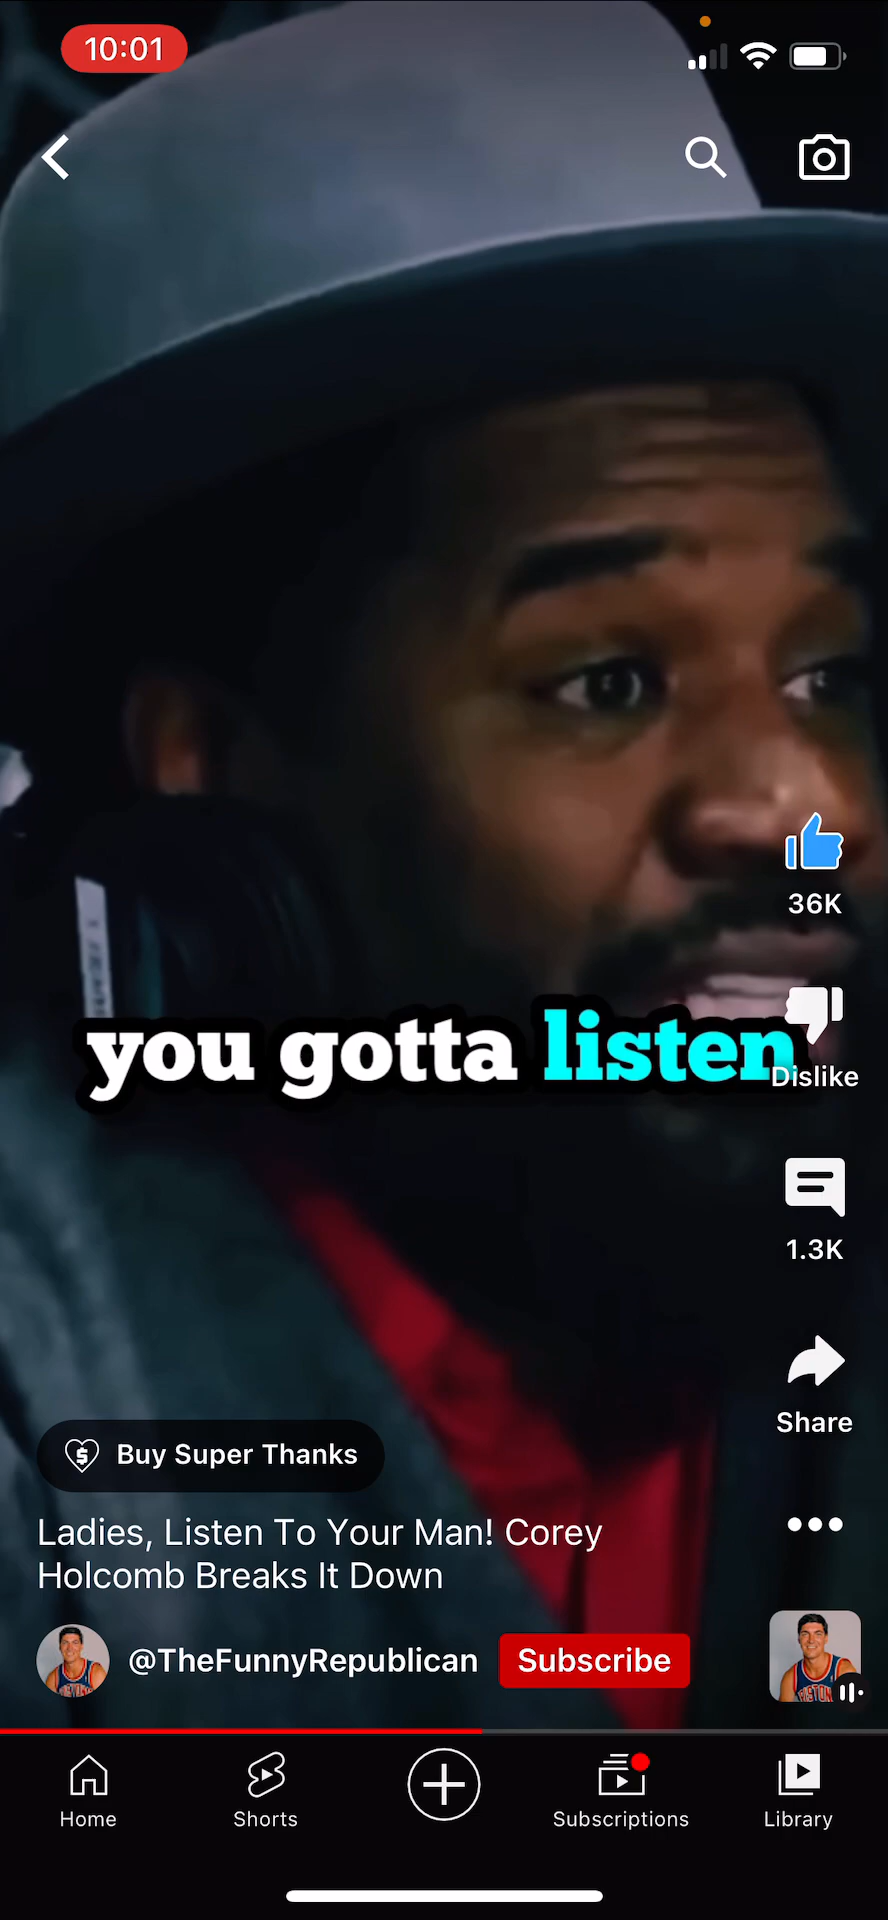 10:01
36K
you gotta listen
Dislike
1.3K
Share
Buy Super Thanks
Ladies, Listen To Your Man! Corey
Holcomb Breaks It Down
@TheFunnyRepublican
Subscribe
Home
Shorts
Subscriptions
Library